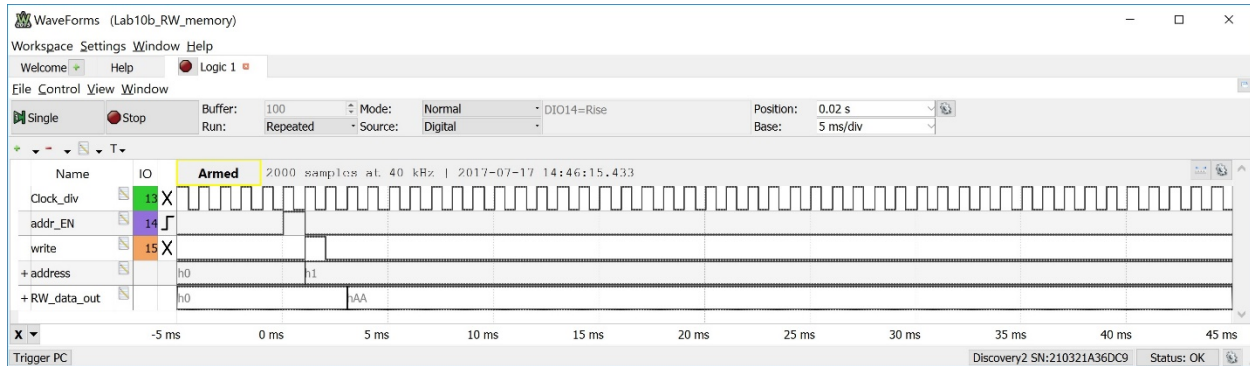 WaveForms (Lab10b_RW_memory)
Workspace Settings Window Help
Welcome Help Logic 1
File Control View Window
Single Stop Buffer: 100 Mode: Normal DIO14=Rise Position: 0.02 s
Run: Repeated Source: Digital Base: 5 ms/div
T
Name IO Armed 2000 samples at 40 kHz | 2017-07-17 14:46:15.433
Clock_div 13 X
addr_EN 14
write 15 X
+ address h0 h1
+ RW_data_out h0 hAA
X -5 ms 0 ms 5 ms 10 ms 15 ms 20 ms 25 ms 30 ms 35 ms 40 ms 45 ms
Trigger PC Discovery2 SN:210321A36DC9 Status: OK